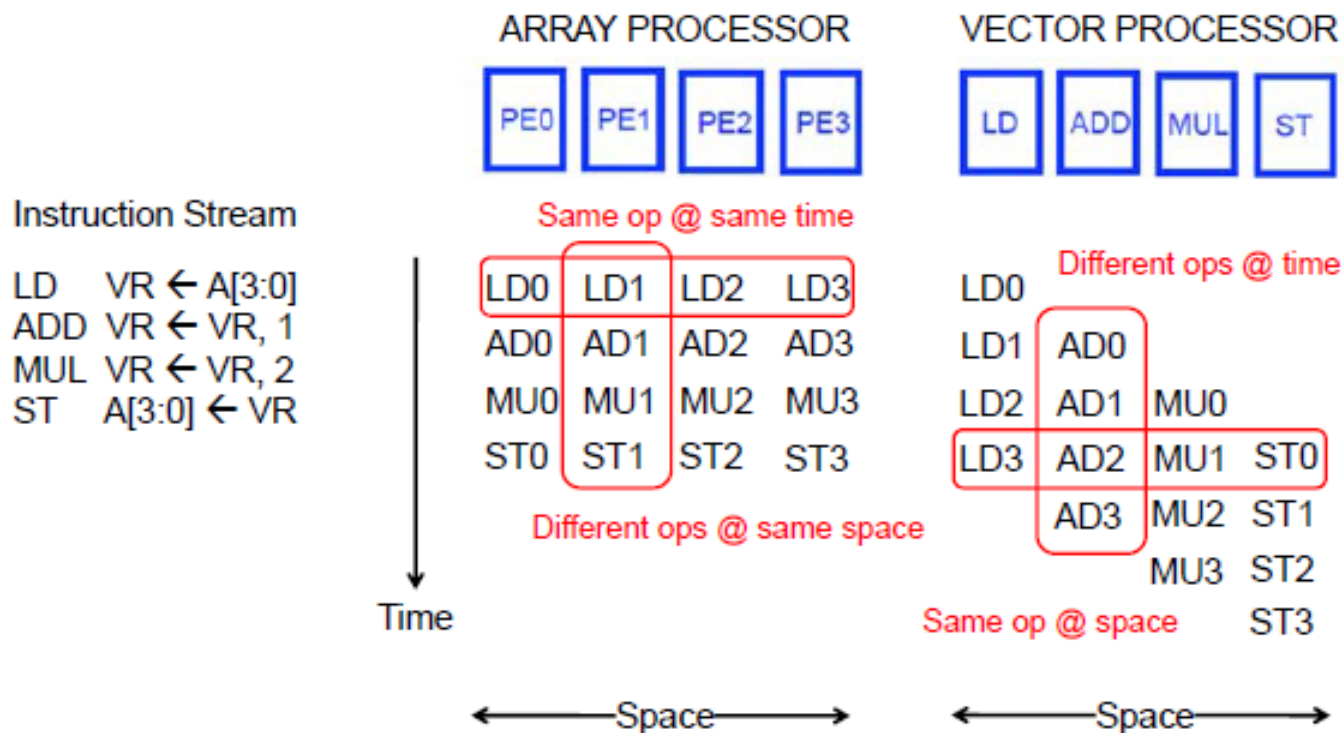 ARRAY PROCESSOR VECTOR PROCESSOR
PE0 PE1 PE2 PE3 LD ADD MUL ST
Instruction Stream Same op @ same time
Different ops @ time
LD VR ← A[3:0] LD0 LD1 LD2 LD3 LD0
ADD VR ← VR, 1 AD0 AD1 AD2 AD3 LD1 AD0
MUL VR ← VR, 2 MU0 MU1 MU2 MU3 LD2 AD1 MU0
ST A[3:0] ← VR ST0 ST1 ST2 ST3 LD3 AD2 MU1 ST0
Different ops @ same space AD3 MU2 ST1
MU3 ST2
Time Same op @ space ST3
Space Space